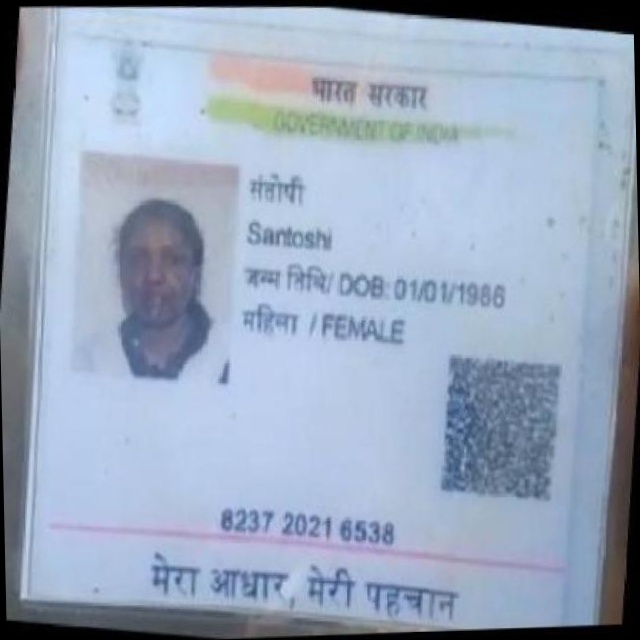 भारत सरकार
GOVERNMENT OF INDIA
संतोषी
Santoshi
जन्म तिथि/ DOB: 01/01/1986
महिला / FEMALE
8237 2021 6538
मेरा आधार, मेरी पहचान